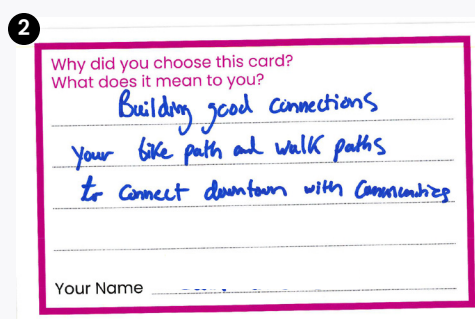 2
Why did you choose this card?
What does it mean to you?
Building good connections
Your bike path and walk paths
to connect downtown with Communities
Your Name